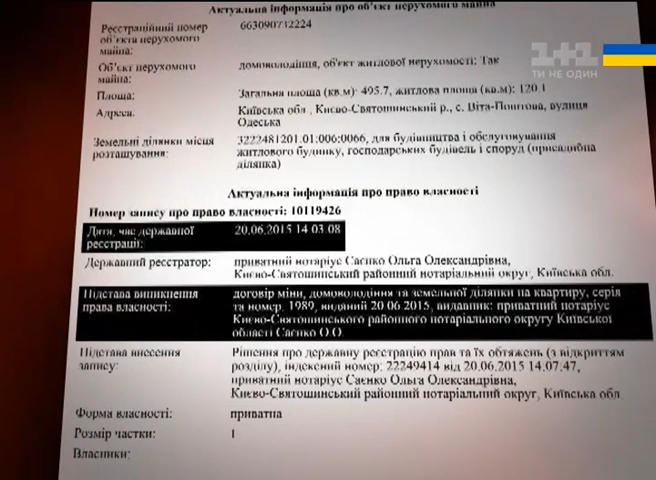 Актуальна інформація про об'єкт нерухомого майна
Реєстраційний номер об'єкта нерухомого майна: 663090732224
Об'єкт нерухомого майна: домоволодіння, об'єкт житлової нерухомості: Так
Площа: Загальна площа (кв.м): 495.7, житлова площа (кв.м): 120.1
Адреса: Київська обл., Києво-Святошинський р., с. Віта-Поштова, вулиця
Одеська
Земельні ділянки місця розташування: 3222481201:01:006:0066, для будівництва і обслуговування
житлового будинку, господарських будівель і споруд (присадибна
ділянка)
Актуальна інформація про право власності
Номер запису про право власності: 10119426
Дата, час державної реєстрації: 20.06.2015 14:03:08
Державний реєстратор: приватний нотаріус Саєнко Ольга Олександрівна,
Києво-Святошинський районний нотаріальний округ, Київська обл.
Підстава виникнення права власності: договір міни, домоволодіння та земельної ділянки на квартиру, серія
та номер: 1989, виданий 20.06.2015, видавник: приватний нотаріус
Києво-Святошинського районного нотаріального округу Київської
області Саєнко О.О.
Підстава внесення запису: Рішення про державну реєстрацію прав та їх обтяжень (з відкриттям
розділу), індексний номер: 22249414 від 20.06.2015 14:07:47,
приватний нотаріус Саєнко Ольга Олександрівна,
Києво-Святошинський районний нотаріальний округ, Київська обл.
Форма власності: приватна
Розмір частки: 1
Власники:
1+1
ТИ НЕ ОДИН